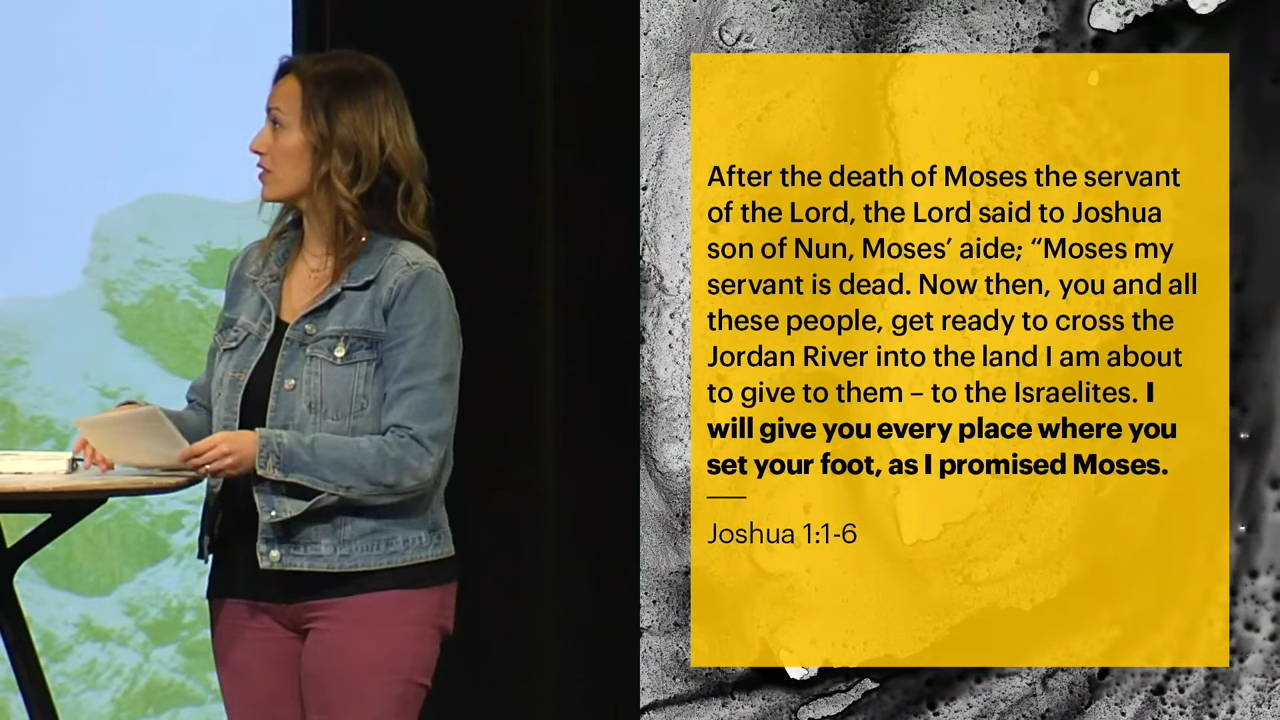 After the death of Moses the servant
of the Lord, the Lord said to Joshua
son of Nun, Moses’ aide; “Moses my
servant is dead. Now then, you and all
these people, get ready to cross the
Jordan River into the land I am about
to give to them – to the Israelites. I
will give you every place where you
set your foot, as I promised Moses.
Joshua 1:1-6